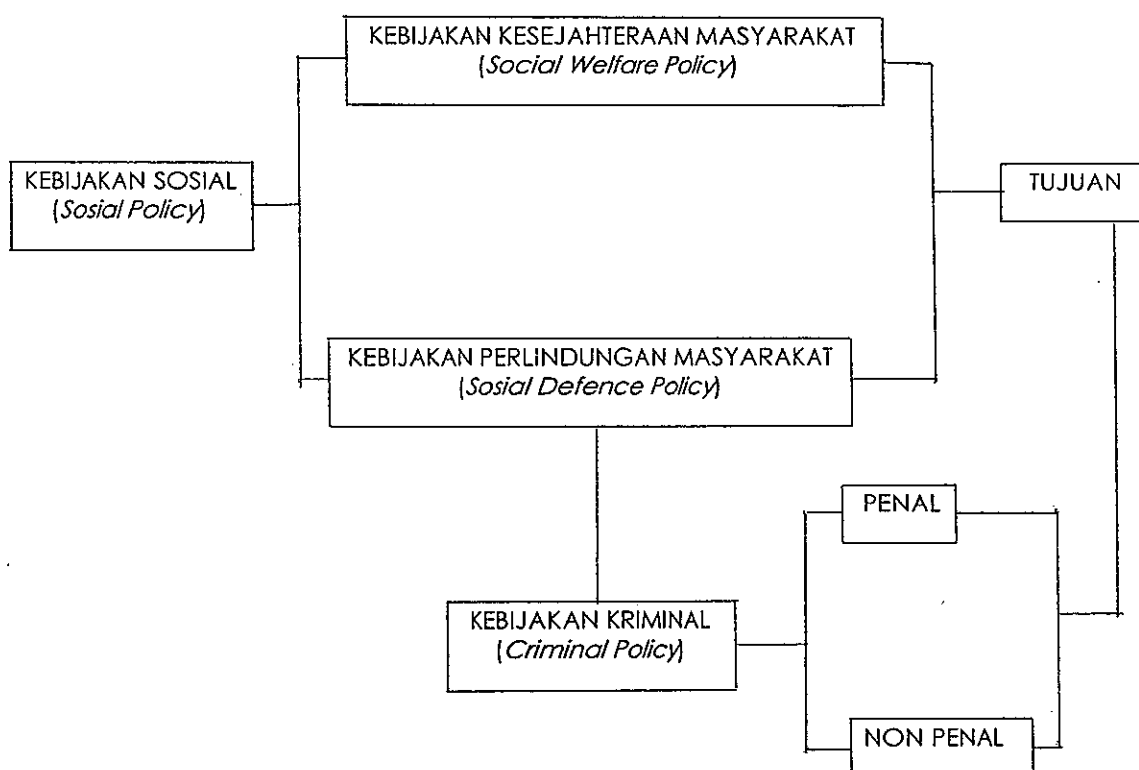 KEBIJAKAN KESEJAHTERAAN MASYARAKAT
(Social Welfare Policy)
KEBIJAKAN SOSIAL
(Sosial Policy)
TUJUAN
KEBIJAKAN PERLINDUNGAN MASYARAKAT
(Sosial Defence Policy)
PENAL
KEBIJAKAN KRIMINAL
(Criminal Policy)
NON PENAL